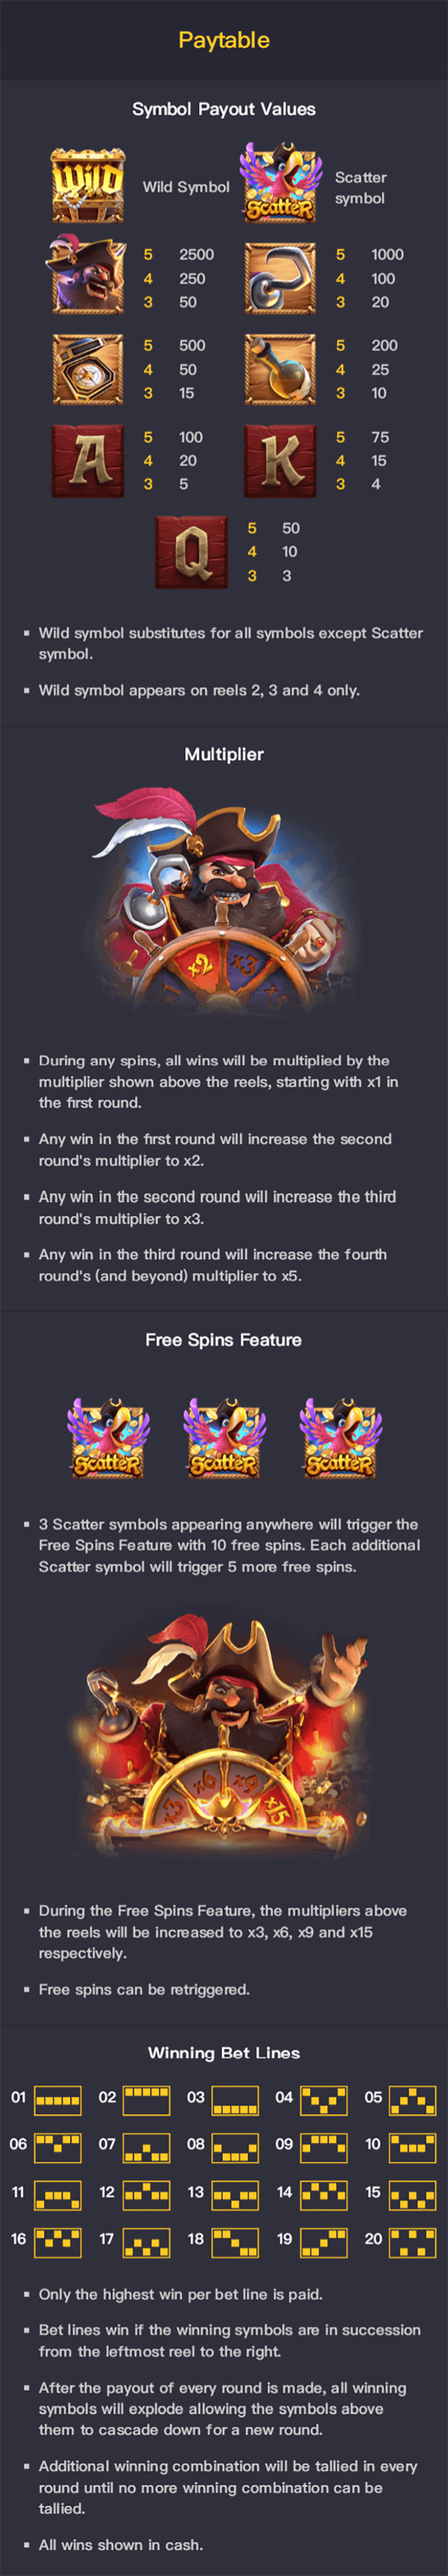 Paytable
Symbol Payout Values
Wild
Wild Symbol
Scatter
Scatter
symbol
5 2500
4 250
3 50
5 1000
4 100
3 20
5 500
4 50
3 15
5 200
4 25
3 10
A
5 100
4 20
3 5
K
5 75
4 15
3 4
Q
5 50
4 10
3 3
Wild symbol substitutes for all symbols except Scatter
symbol.
Wild symbol appears on reels 2, 3 and 4 only.
Multiplier
x2
x3
During any spins, all wins will be multiplied by the
multiplier shown above the reels, starting with x1 in
the first round.
Any win in the first round will increase the second
round's multiplier to x2.
Any win in the second round will increase the third
round's multiplier to x3.
Any win in the third round will increase the fourth
round's (and beyond) multiplier to x5.
Free Spins Feature
Scatter Scatter Scatter
3 Scatter symbols appearing anywhere will trigger the
Free Spins Feature with 10 free spins. Each additional
Scatter symbol will trigger 5 more free spins.
x3 x6 x9 x15
During the Free Spins Feature, the multipliers above
the reels will be increased to x3, x6, x9 and x15
respectively.
Free spins can be retriggered.
Winning Bet Lines
01 02 03 04 05
06 07 08 09 10
11 12 13 14 15
16 17 18 19 20
Only the highest win per bet line is paid.
Bet lines win if the winning symbols are in succession
from the leftmost reel to the right.
After the payout of every round is made, all winning
symbols will explode allowing the symbols above
them to cascade down for a new round.
Additional winning combination will be tallied in every
round until no more winning combination can be
tallied.
All wins shown in cash.